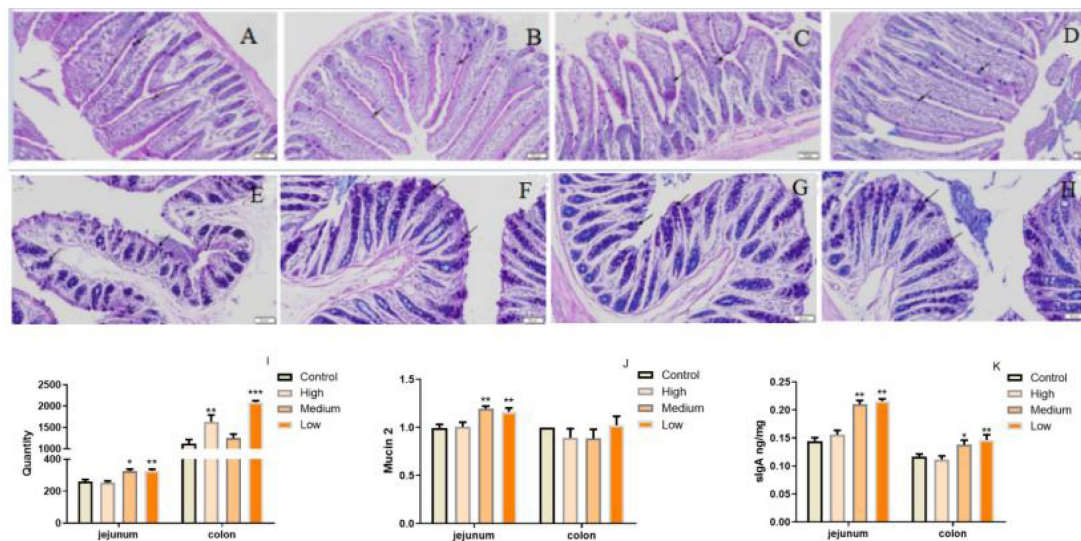 A
B
C
D
E
F
G
H
I
Control
High
Medium
Low
Quantity
2500
2000
1500
1000
400
200
0
**
***
*
**
jejunum
colon
J
Control
High
Medium
Low
Mucin 2
1.5
1.0
0.5
0.0
**
**
jejunum
colon
K
Control
High
Medium
Low
sIgA ng/mg
0.25
0.20
0.15
0.10
0.05
0.00
**
**
*
**
jejunum
colon